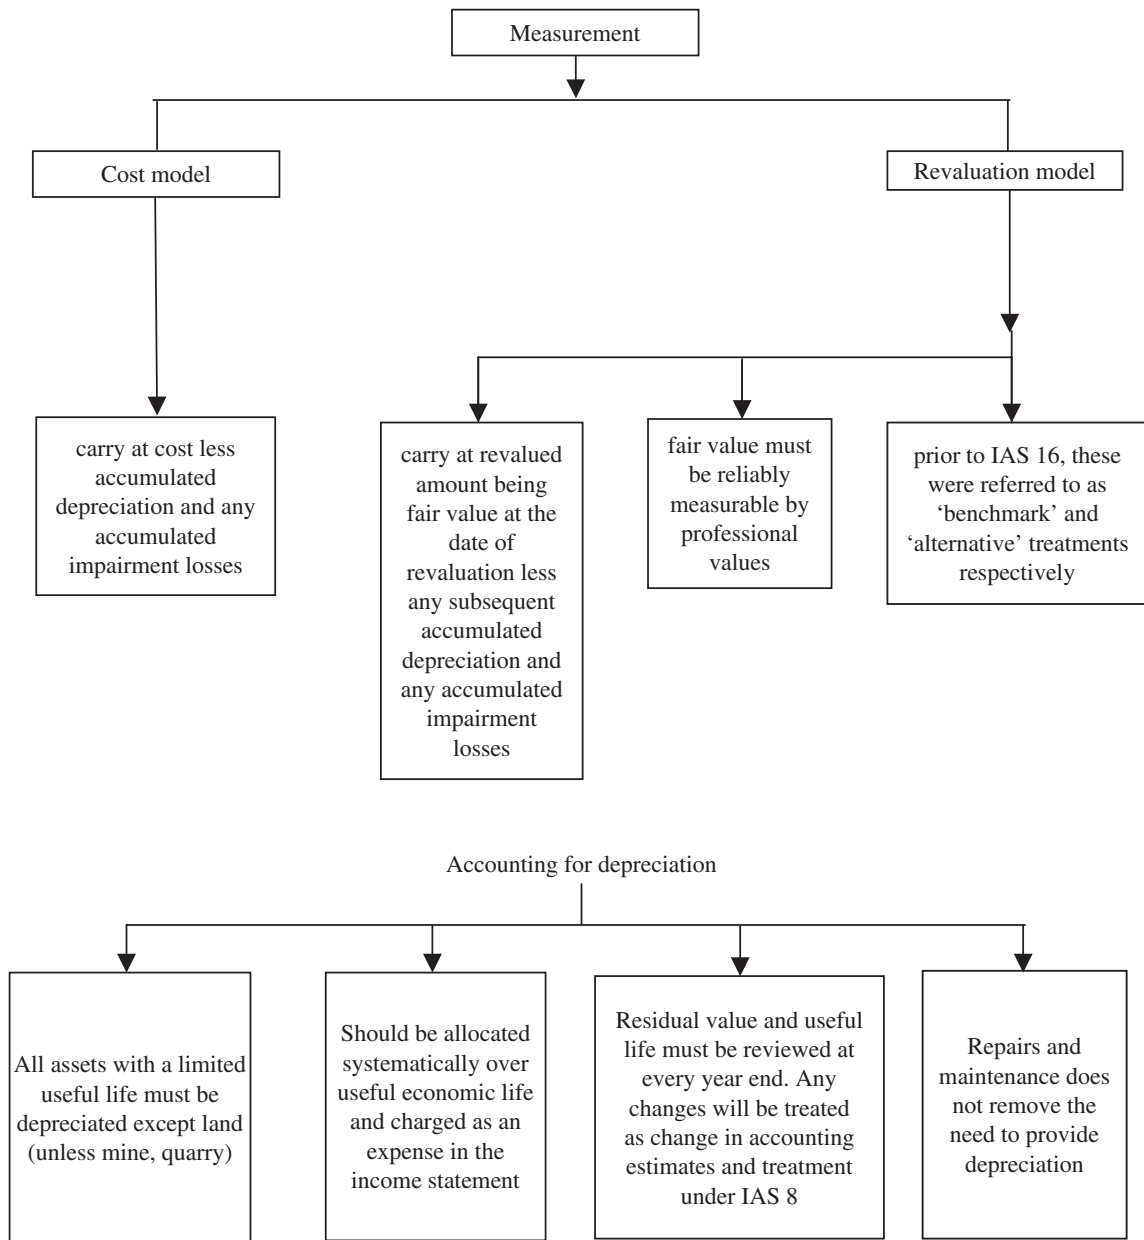 Measurement
Cost model
Revaluation model
carry at cost less
accumulated
depreciation and any
accumulated
impairment losses
carry at revalued
amount being
fair value at the
date of
revaluation less
any subsequent
accumulated
depreciation and
any accumulated
impairment
losses
fair value must
be reliably
measurable by
professional
values
prior to IAS 16, these
were referred to as
‘benchmark’ and
‘alternative’ treatments
respectively
Accounting for depreciation
All assets with a limited
useful life must be
depreciated except land
(unless mine, quarry)
Should be allocated
systematically over
useful economic life
and charged as an
expense in the
income statement
Residual value and useful
life must be reviewed at
every year end. Any
changes will be treated
as change in accounting
estimates and treatment
under IAS 8
Repairs and
maintenance does
not remove the
need to provide
depreciation